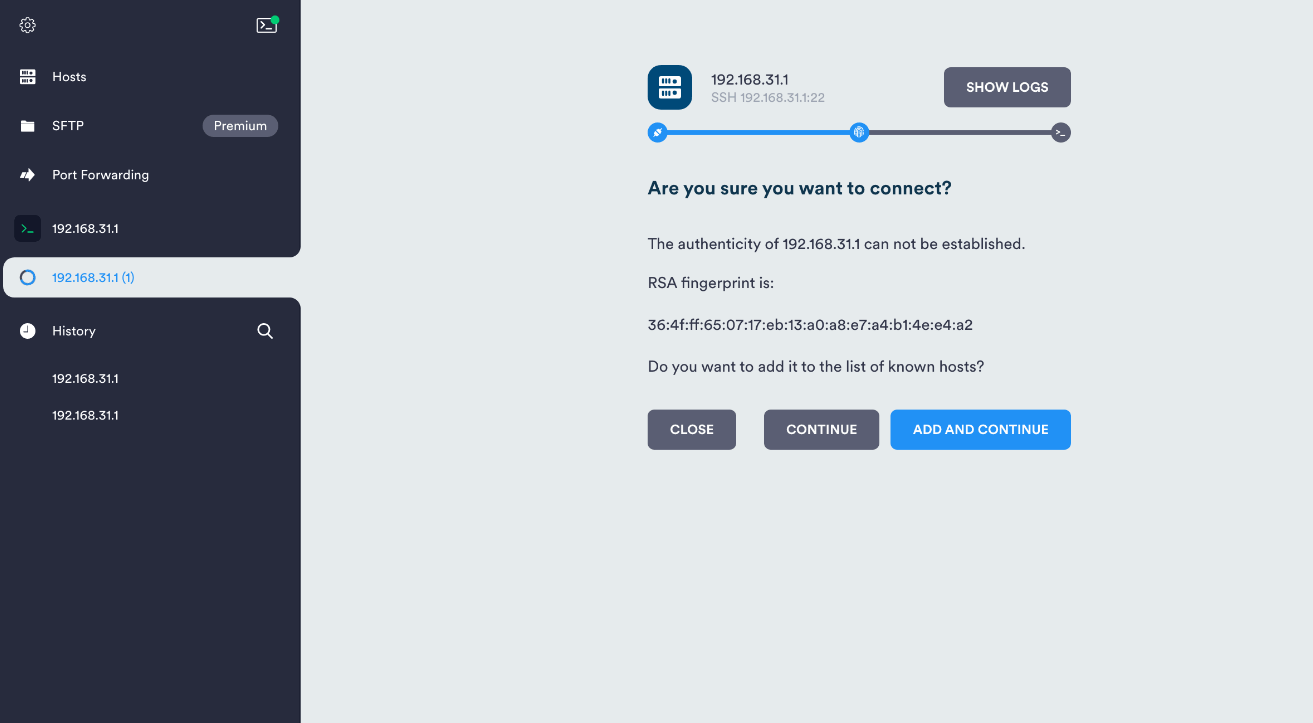 Hosts
SFTP
Premium
Port Forwarding
192.168.31.1
192.168.31.1 (1)
History
192.168.31.1
192.168.31.1
192.168.31.1
SSH 192.168.31.1:22
SHOW LOGS
Are you sure you want to connect?
The authenticity of 192.168.31.1 can not be established.
RSA fingerprint is:
36:4f:ff:65:07:17:eb:13:a0:a8:e7:a4:b1:4e:e4:a2
Do you want to add it to the list of known hosts?
CLOSE
CONTINUE
ADD AND CONTINUE